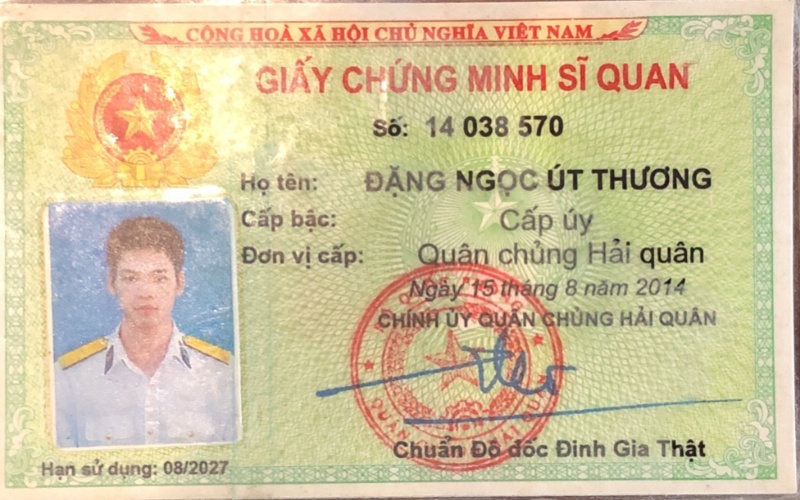 CỘNG HOÀ XÃ HỘI CHỦ NGHĨA VIỆT NAM
GIẤY CHỨNG MINH SĨ QUAN
Số: 14 038 570
Họ tên: ĐẶNG NGỌC ÚT THƯƠNG
Cấp bậc: Cấp úy
Đơn vị cấp: Quân chủng Hải quân
Ngày 15 tháng 8 năm 2014
CHÍNH ỦY QUÂN CHỦNG HẢI QUÂN
Chuẩn Đô đốc Đinh Gia Thật
Hạn sử dụng: 08/2027